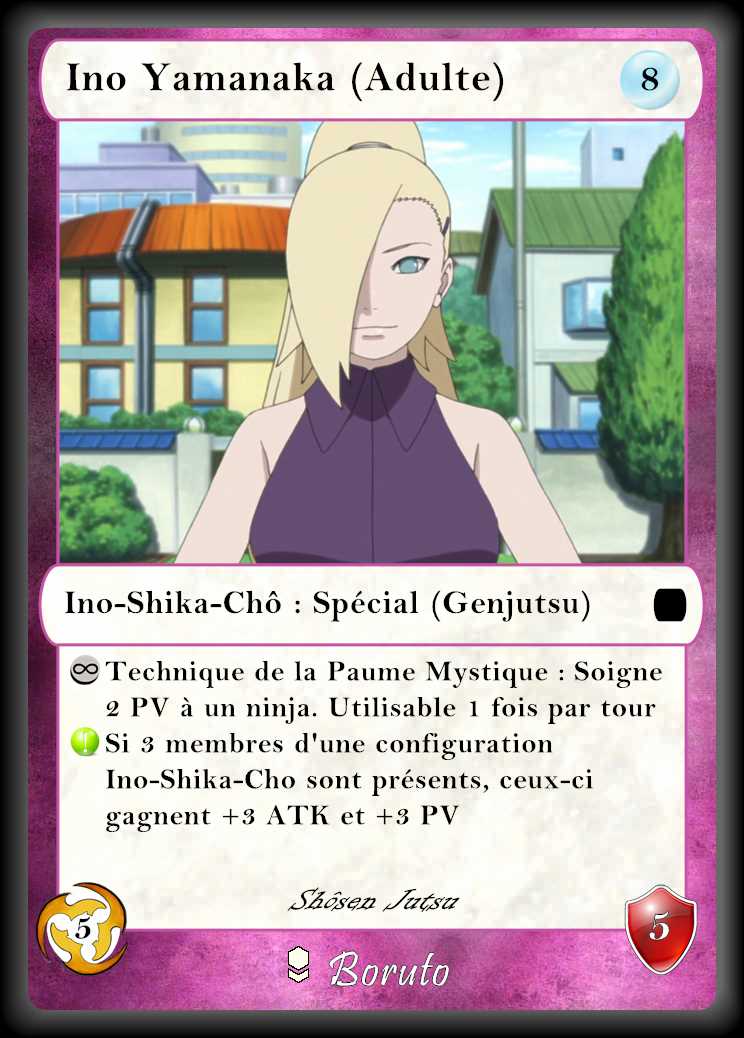 Ino Yamanaka (Adulte)
8
Ino-Shika-Chô : Spécial (Genjutsu)
Technique de la Paume Mystique : Soigne
2 PV à un ninja. Utilisable 1 fois par tour
Si 3 membres d'une configuration
Ino-Shika-Cho sont présents, ceux-ci
gagnent +3 ATK et +3 PV
Shôsen Jutsu
5
5
Boruto